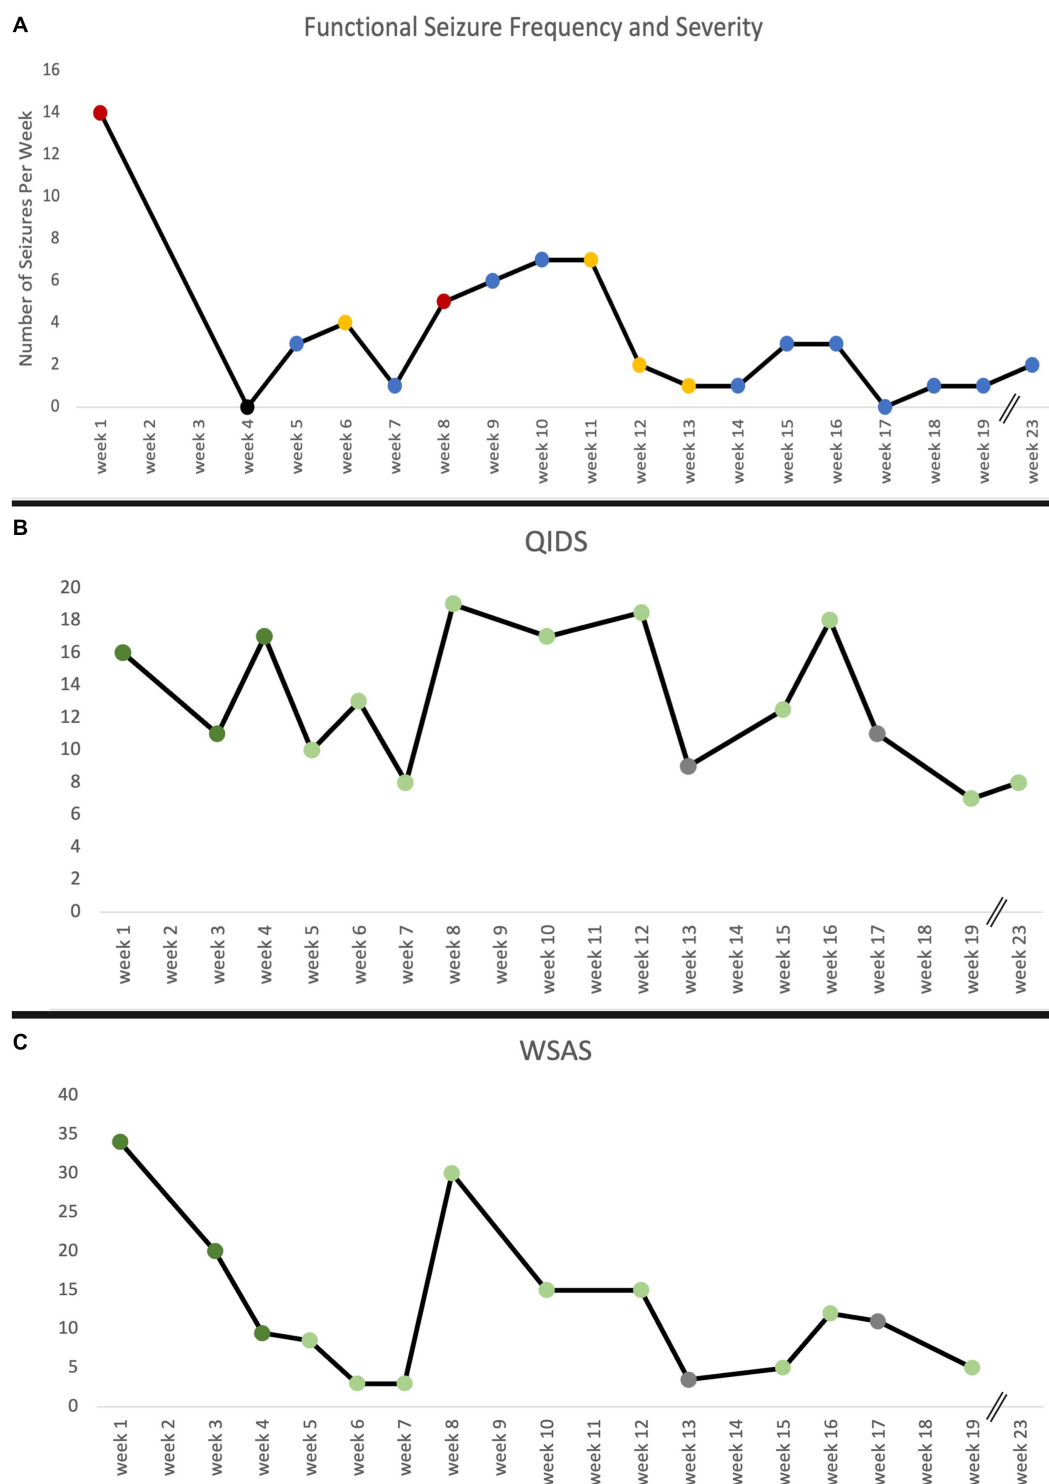 A
Functional Seizure Frequency and Severity
Number of Seizures Per Week
16
14
12
10
8
6
4
2
0
week 1
week 2
week 3
week 4
week 5
week 6
week 7
week 8
week 9
week 10
week 11
week 12
week 13
week 14
week 15
week 16
week 17
week 18
week 19
week 23
B
QIDS
20
18
16
14
12
10
8
6
4
2
0
week 1
week 2
week 3
week 4
week 5
week 6
week 7
week 8
week 9
week 10
week 11
week 12
week 13
week 14
week 15
week 16
week 17
week 18
week 19
week 23
C
WSAS
40
35
30
25
20
15
10
5
0
week 1
week 2
week 3
week 4
week 5
week 6
week 7
week 8
week 9
week 10
week 11
week 12
week 13
week 14
week 15
week 16
week 17
week 18
week 19
week 23